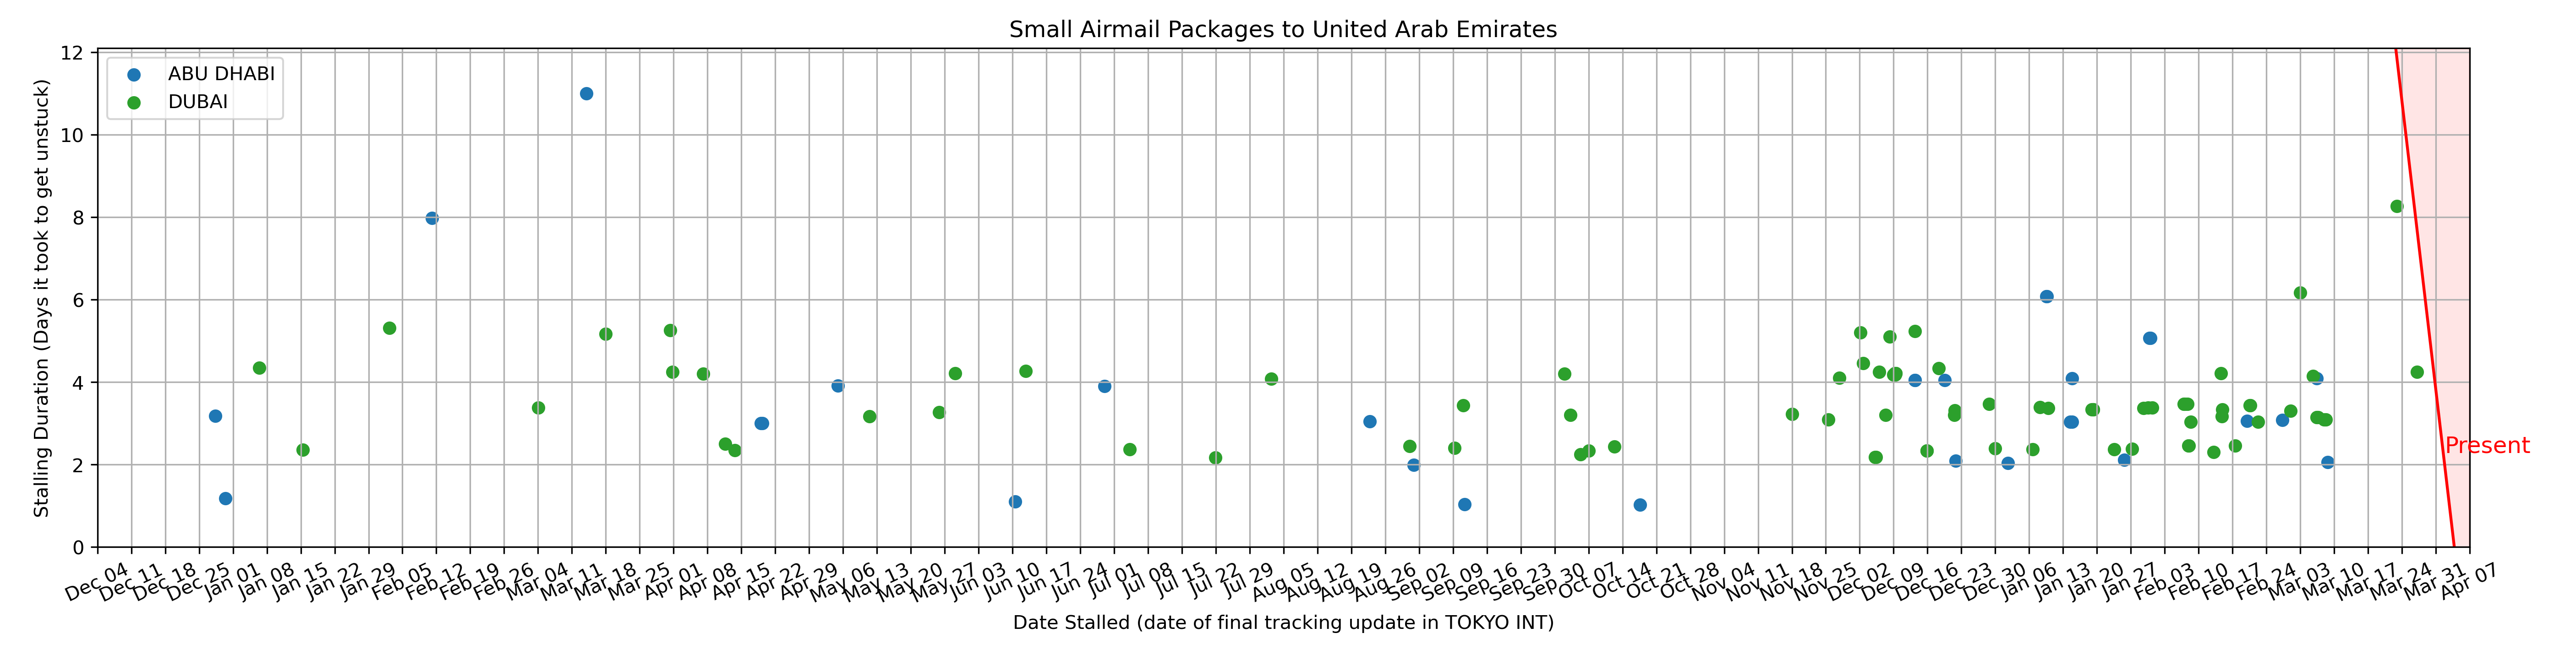 Small Airmail Packages to United Arab Emirates
ABU DHABI
DUBAI
Stalling Duration (Days it took to get unstuck)
12
10
8
6
4
2
0
Present
Dec 04 Dec 11 Dec 18 Dec 25 Jan 01 Jan 08 Jan 15 Jan 22 Jan 29 Feb 05 Feb 12 Feb 19 Feb 26 Mar 04 Mar 11 Mar 18 Mar 25 Apr 01 Apr 08 Apr 15 Apr 22 Apr 29 May 06 May 13 May 20 May 27 Jun 03 Jun 10 Jun 17 Jun 24 Jul 01 Jul 08 Jul 15 Jul 22 Jul 29 Aug 05 Aug 12 Aug 19 Aug 26 Sep 02 Sep 09 Sep 16 Sep 23 Sep 30 Oct 07 Oct 14 Oct 21 Oct 28 Nov 04 Nov 11 Nov 18 Nov 25 Dec 02 Dec 09 Dec 16 Dec 23 Dec 30 Jan 06 Jan 13 Jan 20 Jan 27 Feb 03 Feb 10 Feb 17 Feb 24 Mar 03 Mar 10 Mar 17 Mar 24 Mar 31 Apr 07
Date Stalled (date of final tracking update in TOKYO INT)